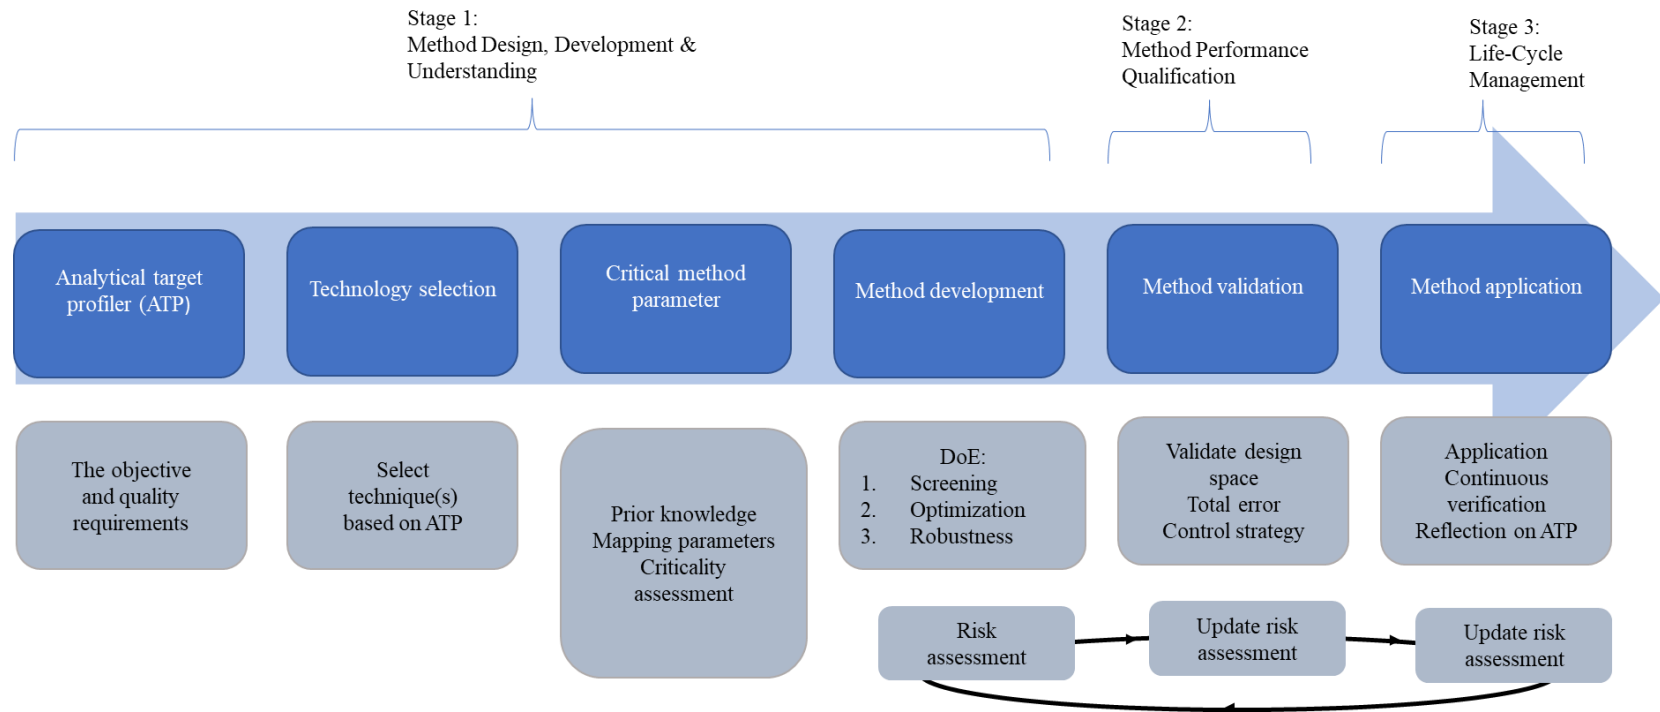 Stage 1:
Method Design, Development &
Understanding
Stage 2:
Method Performance
Qualification
Stage 3:
Life-Cycle
Management
Analytical target
profiler (ATP)
Technology selection
Critical method
parameter
Method development
Method validation
Method application
The objective
and quality
requirements
Select
technique(s)
based on ATP
Prior knowledge
Mapping parameters
Criticality
assessment
DoE:
1. Screening
2. Optimization
3. Robustness
Validate design
space
Total error
Control strategy
Application
Continuous
verification
Reflection on ATP
Risk
assessment
Update risk
assessment
Update risk
assessment